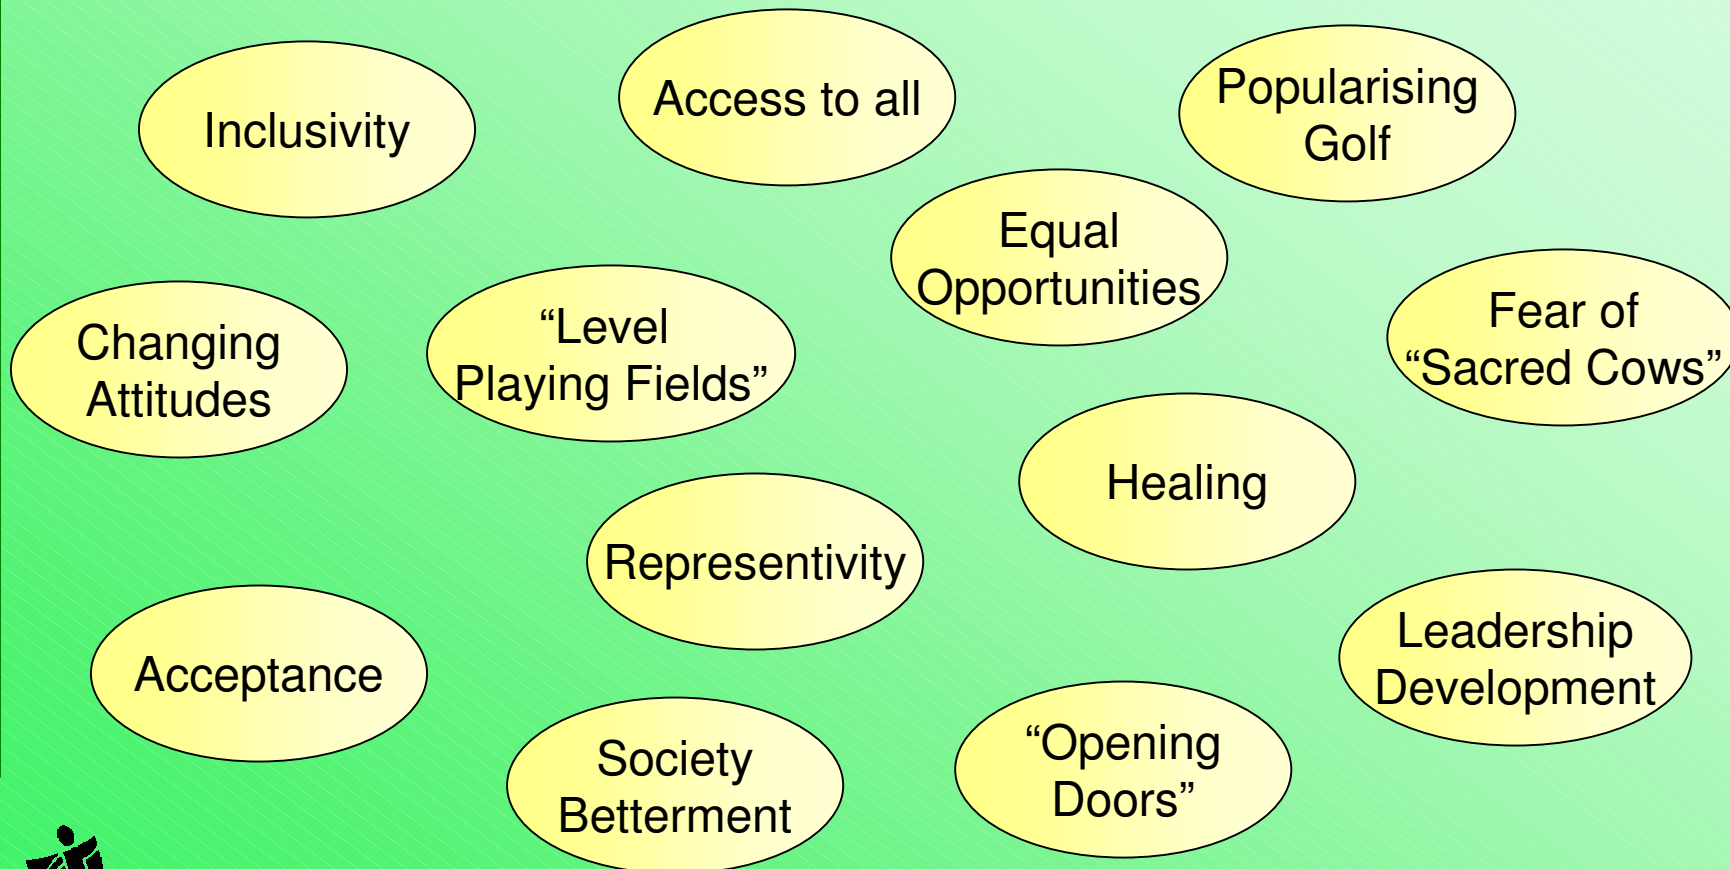 Inclusivity
Access to all
Popularising
Golf
Equal
Opportunities
Changing
Attitudes
“Level
Playing Fields”
Fear of
“Sacred Cows”
Healing
Representivity
Acceptance
Leadership
Development
Society
Betterment
“Opening
Doors”